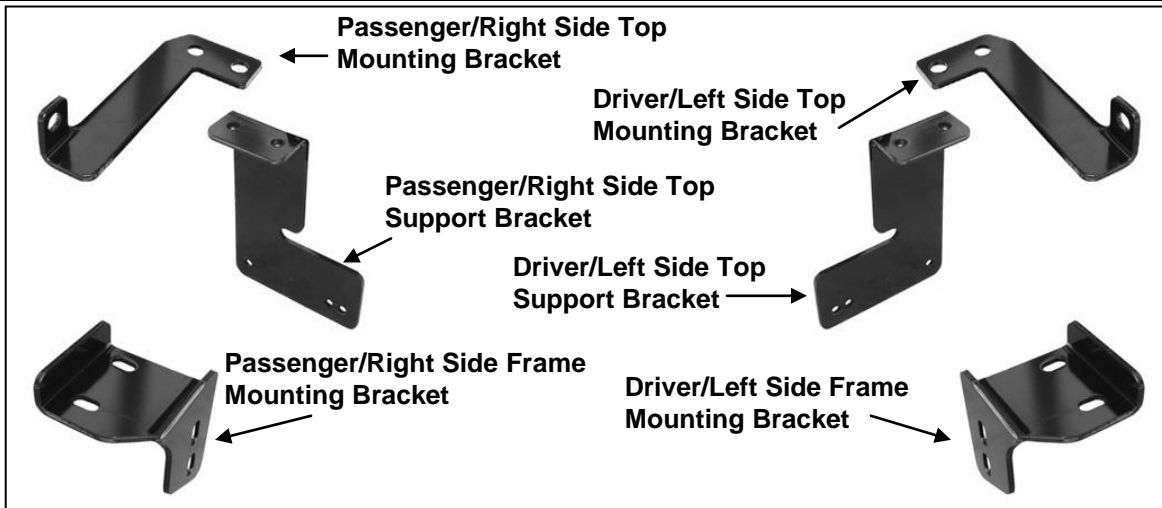 Passenger/Right Side Top
Mounting Bracket
Driver/Left Side Top
Mounting Bracket
Passenger/Right Side Top
Support Bracket
Driver/Left Side Top
Support Bracket
Passenger/Right Side Frame
Mounting Bracket
Driver/Left Side Frame
Mounting Bracket